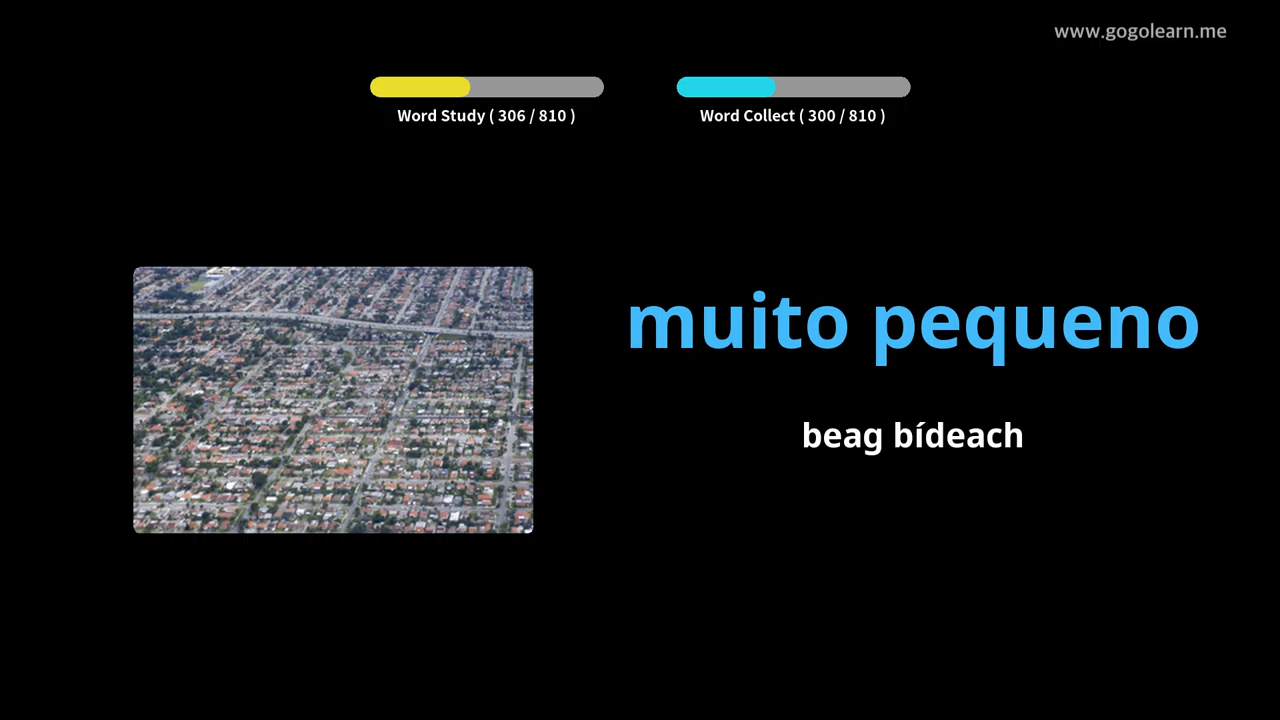 www.gogolearn.me
Word Study ( 306 / 810 )
Word Collect ( 300 / 810 )
muito pequeno
beag bídeach